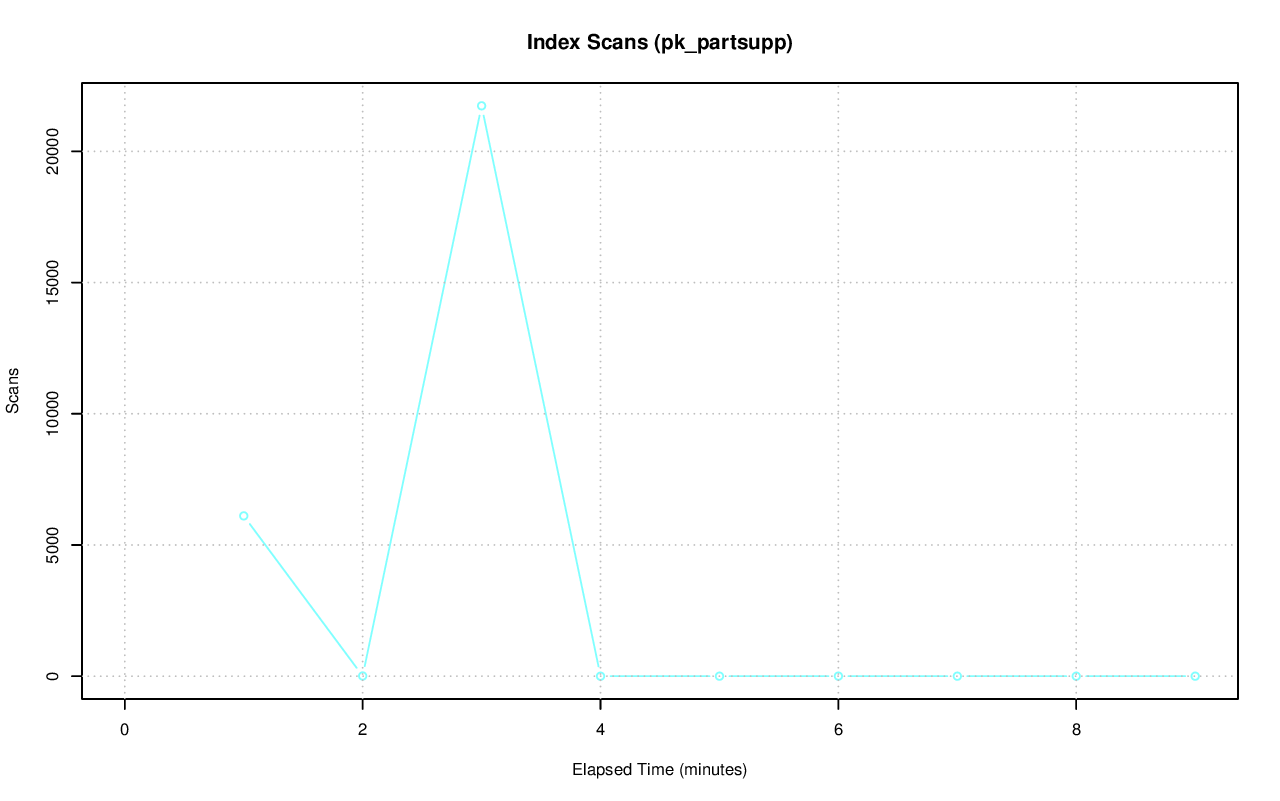 Index Scans (pk_partsupp)
20000
15000
10000
5000
0
Scans
0 2 4 6 8
Elapsed Time (minutes)